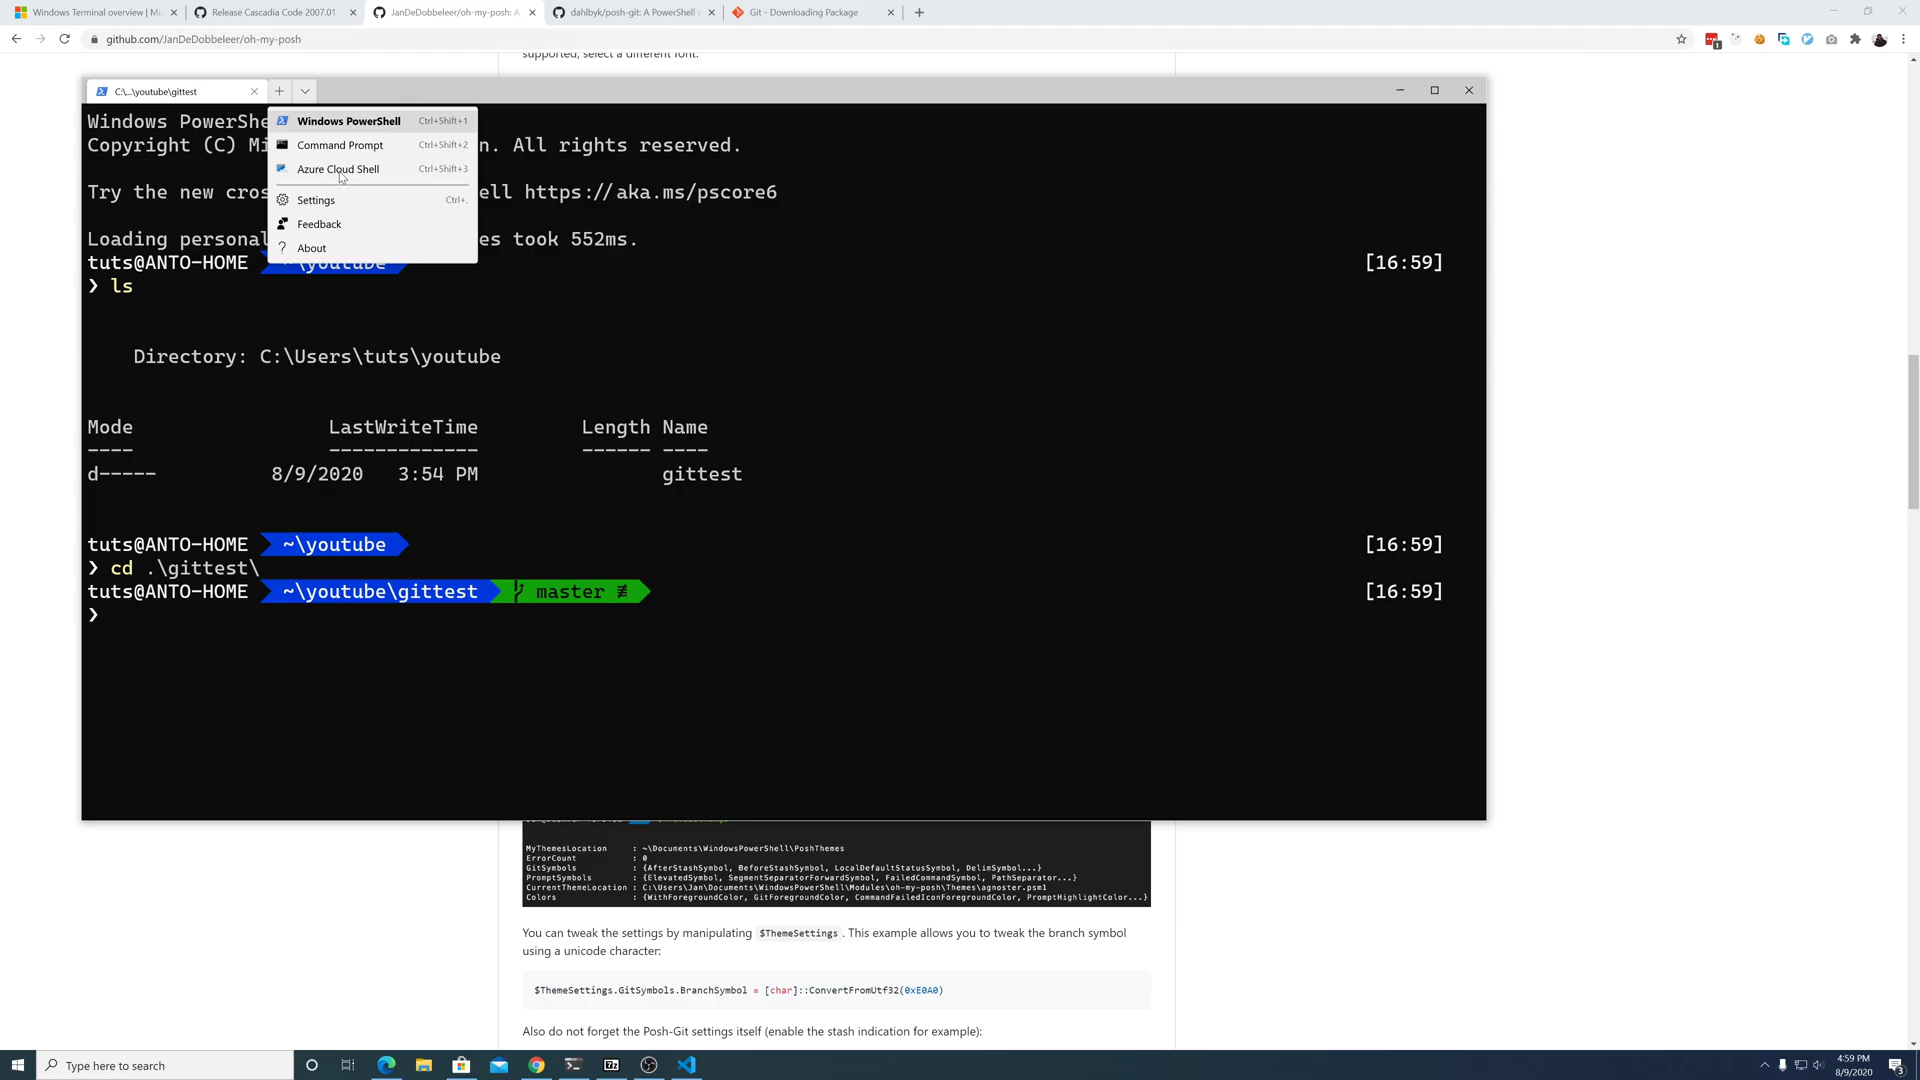 Windows Terminal overview | Mi
Release Cascadia Code 2007.01
JanDeDobbeleer/oh-my-posh: A
dahlbyk/posh-git: A PowerShell e
Git - Downloading Package
github.com/JanDeDobbeleer/oh-my-posh
1
supported, select a different font.
C:\...\youtube\gittest
Windows PowerShe
Copyright (C) Mi n. All rights reserved.
Try the new cros ell https://aka.ms/pscore6
Loading personal es took 552ms.
Windows PowerShell Ctrl+Shift+1
Command Prompt Ctrl+Shift+2
Azure Cloud Shell Ctrl+Shift+3
Settings Ctrl+,
Feedback
? About
tuts@ANTO-HOME ~\youtube [16:59]
❯ ls
Directory: C:\Users\tuts\youtube
Mode LastWriteTime Length Name
---- ------------- ------ ----
d----- 8/9/2020 3:54 PM gittest
tuts@ANTO-HOME ~\youtube [16:59]
❯ cd .\gittest\
tuts@ANTO-HOME ~\youtube\gittest master ≢ [16:59]
❯
MyThemesLocation : ~\Documents\WindowsPowerShell\PoshThemes
ErrorCount : 0
GitSymbols : {AfterStashSymbol, BeforeStashSymbol, LocalDefaultStatusSymbol, DelimSymbol...}
PromptSymbols : {ElevatedSymbol, SegmentSeparatorForwardSymbol, FailedCommandSymbol, PathSeparator...}
CurrentThemeLocation : C:\Users\Jan\Documents\WindowsPowerShell\Modules\oh-my-posh\Themes\agnoster.psm1
Colors : {WithForegroundColor, GitForegroundColor, CommandFailedIconForegroundColor, PromptHighlightColor...}
You can tweak the settings by manipulating $ThemeSettings . This example allows you to tweak the branch symbol
using a unicode character:
$ThemeSettings.GitSymbols.BranchSymbol = [char]::ConvertFromUtf32(0xE0A0)
Also do not forget the Posh-Git settings itself (enable the stash indication for example):
Type here to search
4:59 PM
8/9/2020
3